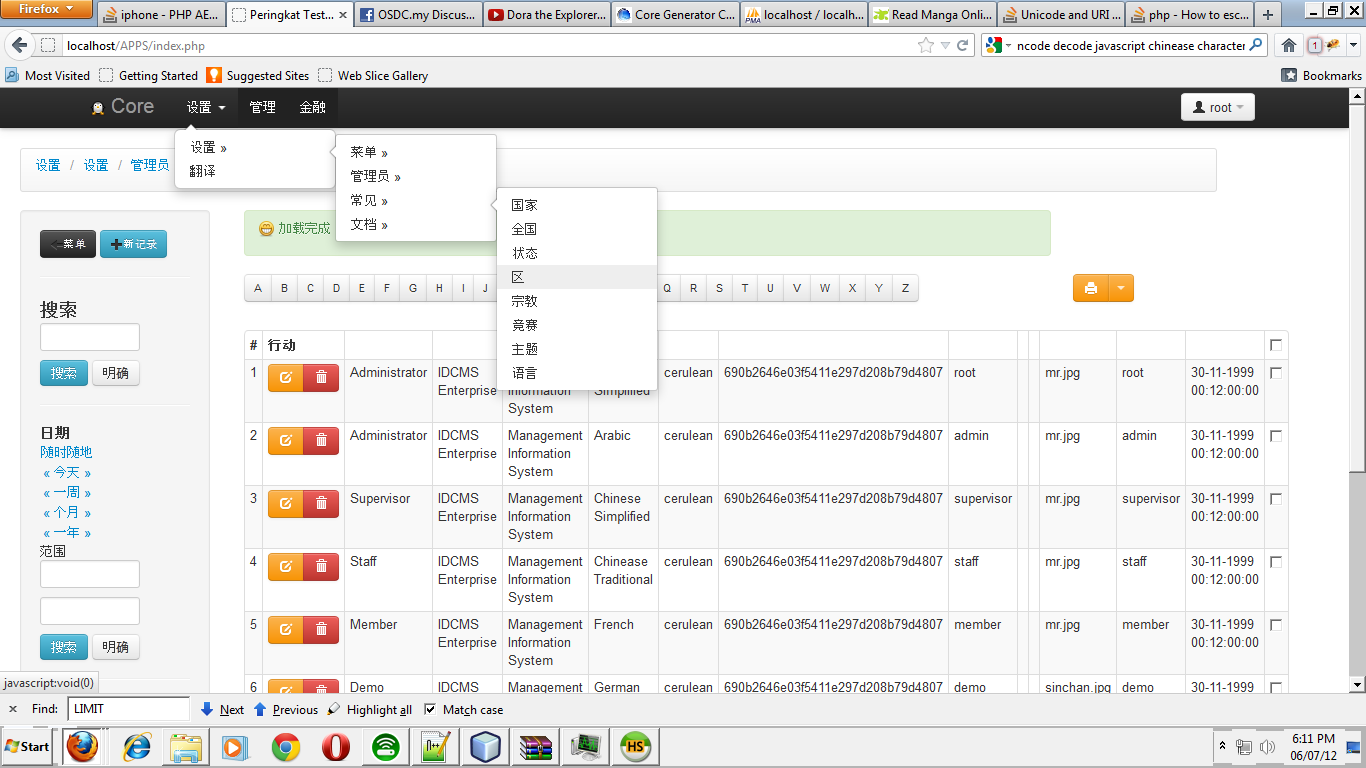 Firefox
iphone - PHP AE...
Peringkat Test...
OSDC.my Discus...
Dora the Explorer...
Core Generator C...
localhost / localh...
Read Manga Onli...
Unicode and URI ...
php - How to esc...
localhost/APPS/index.php
ncode decode javascript chinease character
1
Most Visited
Getting Started
Suggested Sites
Web Slice Gallery
Bookmarks
Core
设置
管理
金融
root
设置 »
翻译
菜单 »
管理员 »
常见 »
文档 »
国家
全国
状态
区
宗教
竟赛
主题
语言
设置 / 设置 / 管理员
菜单
新记录
加载完成
搜索
搜索
明确
日期
随时随地
« 今天 »
« 一周 »
« 个月 »
« 一年 »
范围
搜索
明确
A B C D E F G H I J Q R S T U V W X Y Z
# 行动
1 Administrator IDCMS Enterprise Information System Simplified cerulean 690b2646e03f5411e297d208b79d4807 root mr.jpg root 30-11-1999 00:12:00:00
2 Administrator IDCMS Enterprise Management Information System Arabic cerulean 690b2646e03f5411e297d208b79d4807 admin mr.jpg admin 30-11-1999 00:12:00:00
3 Supervisor IDCMS Enterprise Management Information System Chinese Simplified cerulean 690b2646e03f5411e297d208b79d4807 supervisor mr.jpg supervisor 30-11-1999 00:12:00:00
4 Staff IDCMS Enterprise Management Information System Chinese Traditional cerulean 690b2646e03f5411e297d208b79d4807 staff mr.jpg staff 30-11-1999 00:12:00:00
5 Member IDCMS Enterprise Management Information System French cerulean 690b2646e03f5411e297d208b79d4807 member mr.jpg member 30-11-1999 00:12:00:00
6 Demo IDCMS Management German cerulean 690b2646e03f5411e297d208b79d4807 demo sinchan.jpg demo 30-11-1999
javascript:void(0)
Find: LIMIT Next Previous Highlight all Match case
Start
6:11 PM
06/07/12